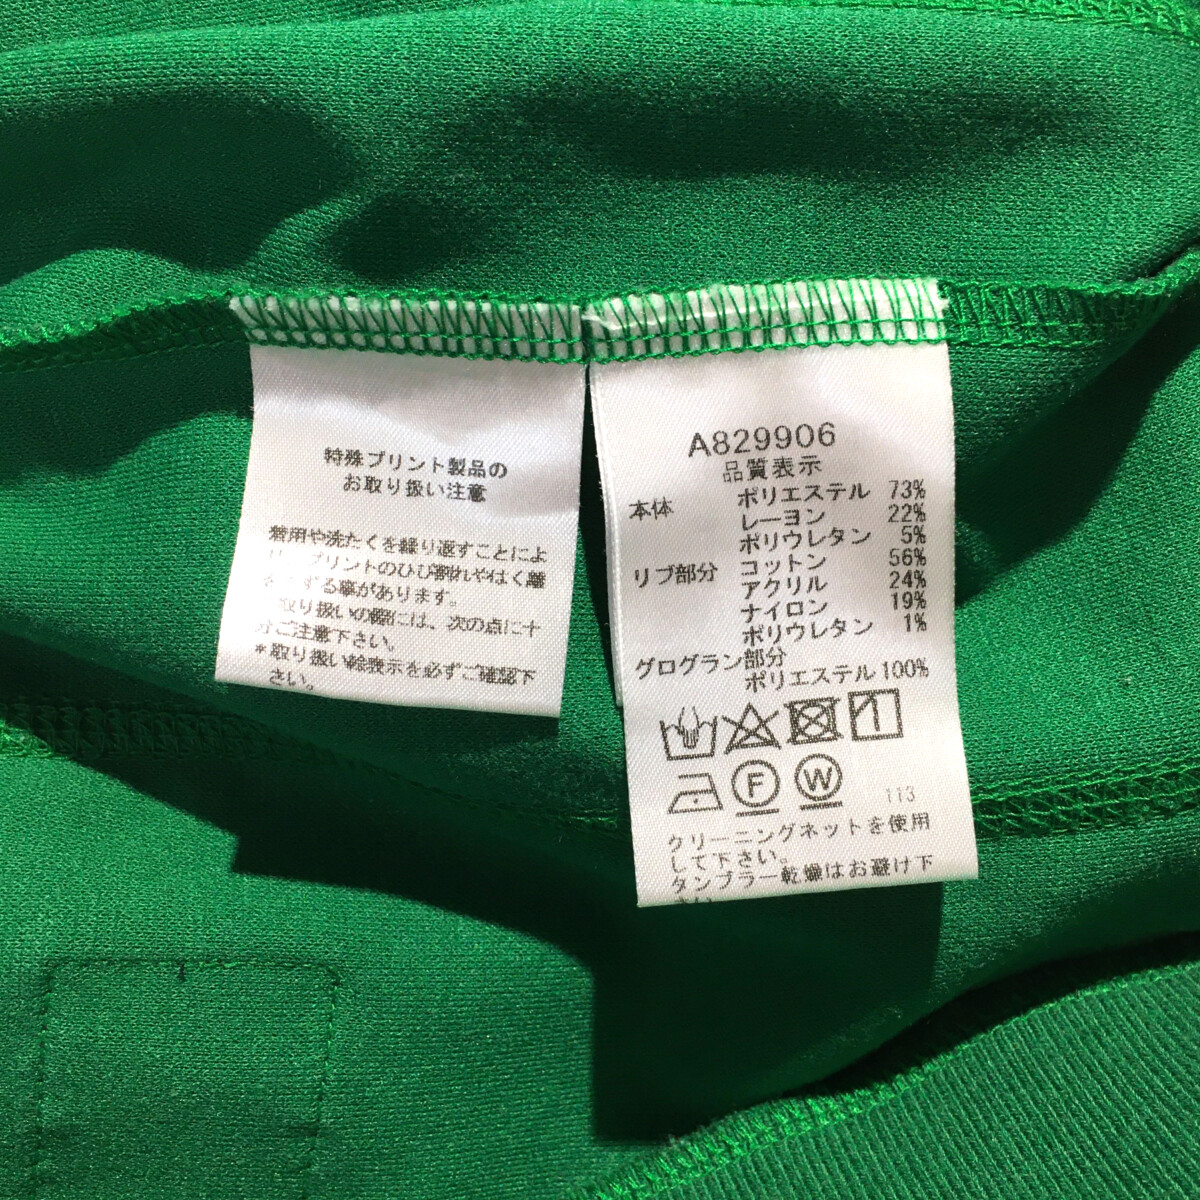 特殊プリント製品の
お取り扱い注意
着用や洗たくを繰り返すことによ
りプリントのひび割れやはく離
ずる事があります。
取り扱いの際には、次の点に十
分ご注意下さい。
*取り扱い絵表示を必ずご確認下
さい。
A829906
品質表示
本体 ポリエステル 73%
レーヨン 22%
ポリウレタン 5%
リブ部分 コットン 56%
アクリル 24%
ナイロン 19%
ポリウレタン 1%
グログラン部分
ポリエステル100%
F W 113
クリーニングネットを使用
して下さい。
タンブラー乾燥はお避け下
さい